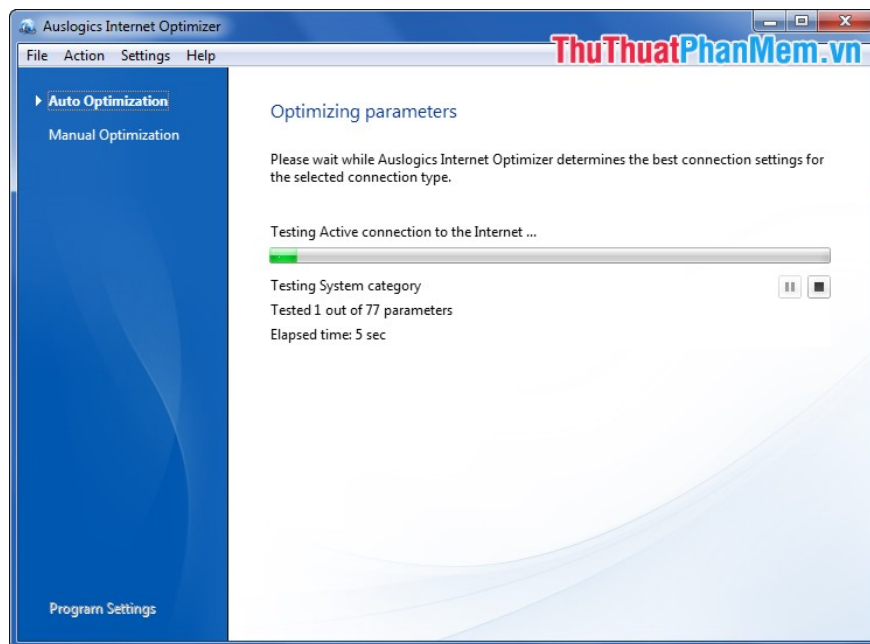 Auslogics Internet Optimizer
ThuThuatPhanMem.vn
File Action Settings Help
Auto Optimization
Manual Optimization
Optimizing parameters
Please wait while Auslogics Internet Optimizer determines the best connection settings for
the selected connection type.
Testing Active connection to the Internet ...
Testing System category
Tested 1 out of 77 parameters
Elapsed time: 5 sec
Program Settings